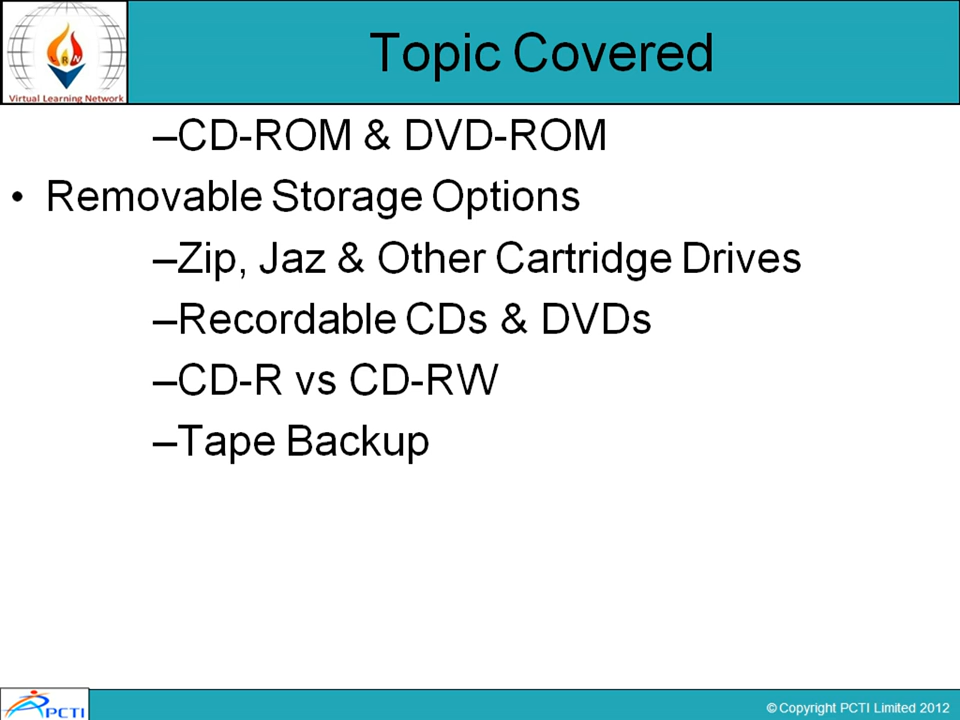 RN
Virtual Learning Network
Topic Covered
–CD-ROM & DVD-ROM
• Removable Storage Options
–Zip, Jaz & Other Cartridge Drives
–Recordable CDs & DVDs
–CD-R vs CD-RW
–Tape Backup
PCTI
© Copyright PCTI Limited 2012